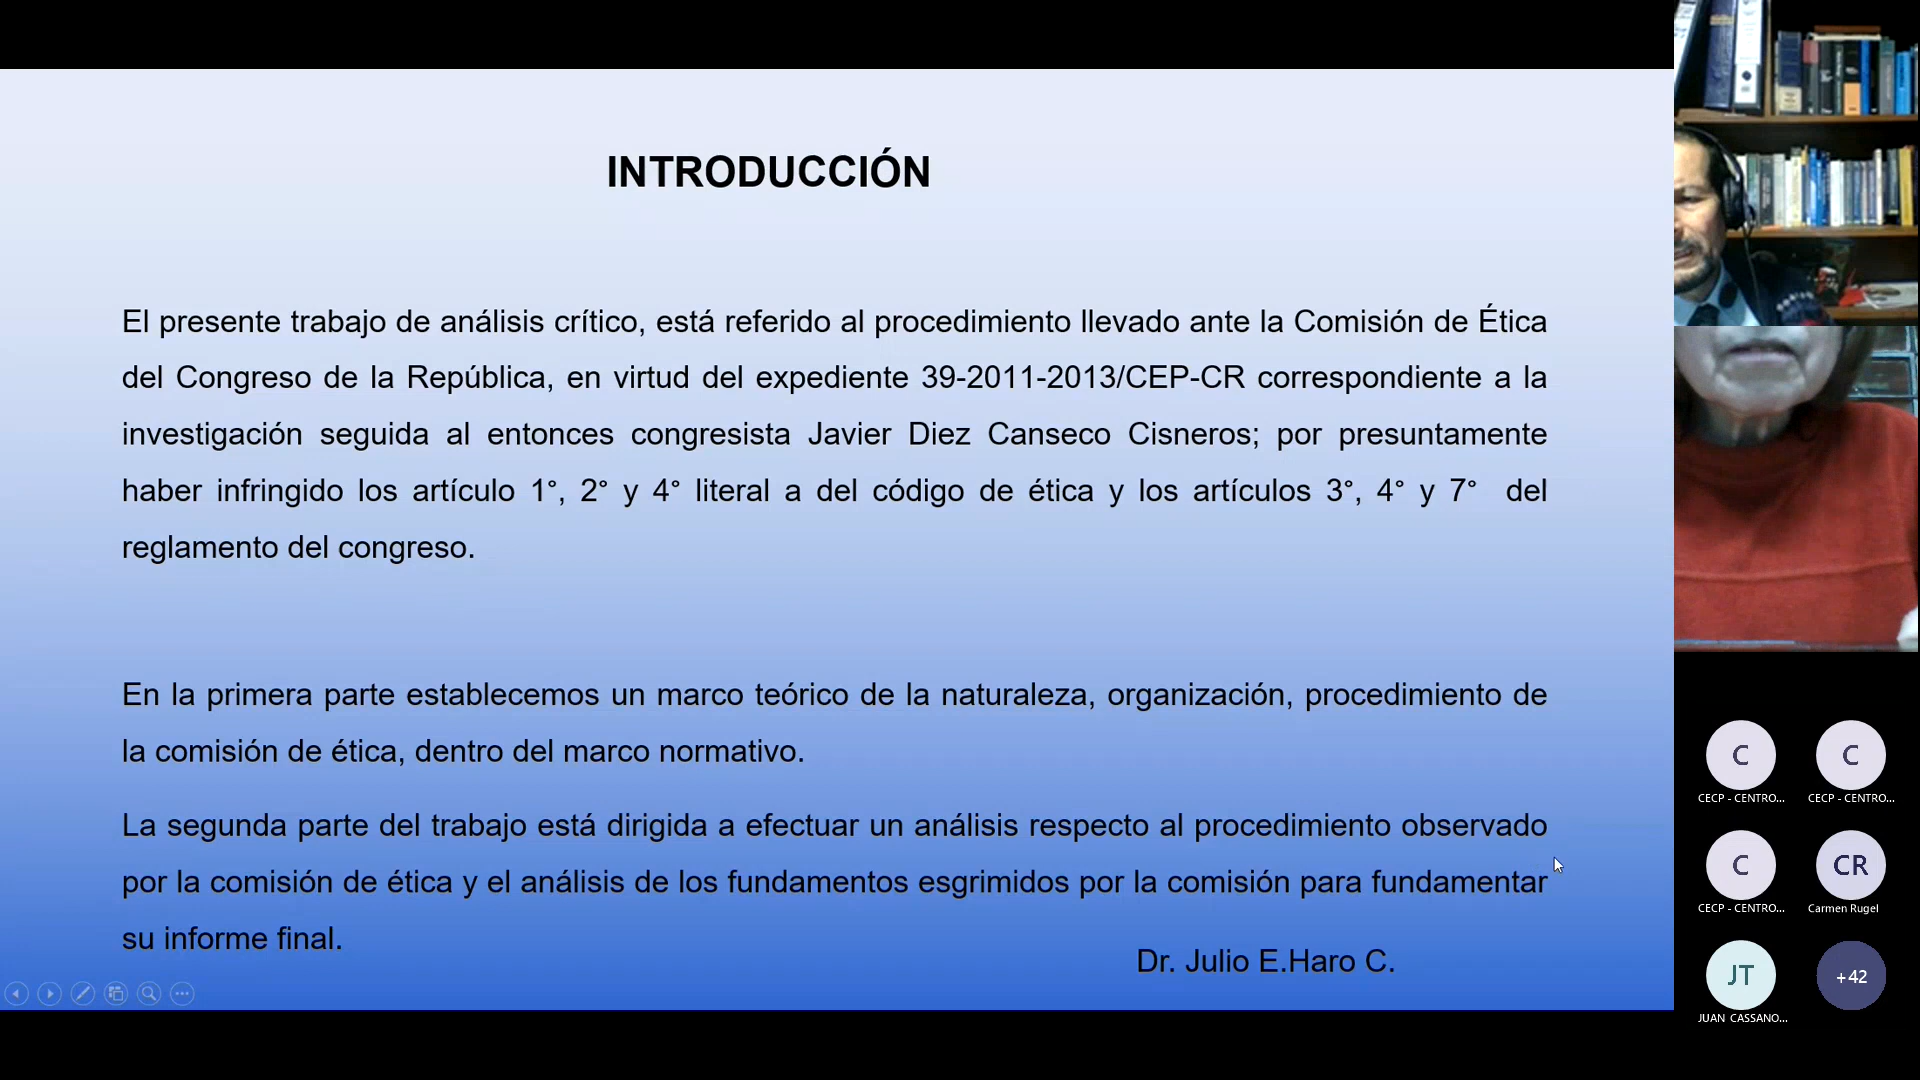 INTRODUCCIÓN
El presente trabajo de análisis crítico, está referido al procedimiento llevado ante la Comisión de Ética
del Congreso de la República, en virtud del expediente 39-2011-2013/CEP-CR correspondiente a la
investigación seguida al entonces congresista Javier Diez Canseco Cisneros; por presuntamente
haber infringido los artículo 1°, 2° y 4° literal a del código de ética y los artículos 3°, 4° y 7° del
reglamento del congreso.
En la primera parte establecemos un marco teórico de la naturaleza, organización, procedimiento de
la comisión de ética, dentro del marco normativo.
La segunda parte del trabajo está dirigida a efectuar un análisis respecto al procedimiento observado
por la comisión de ética y el análisis de los fundamentos esgrimidos por la comisión para fundamentar
su informe final.
Dr. Julio E.Haro C.
C
CECP - CENTRO...
C
CECP - CENTRO...
C
CECP - CENTRO...
CR
Carmen Rugel
JT
JUAN CASSANO...
+42